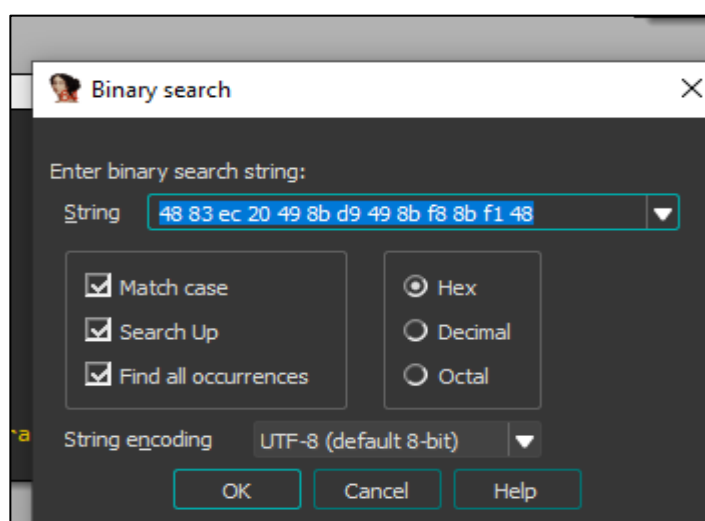 Binary search
Enter binary search string:
String 48 83 ec 20 49 8b d9 49 8b f8 8b f1 48
Match case
Hex
Search Up
Decimal
Find all occurrences
Octal
String encoding UTF-8 (default 8-bit)
OK Cancel Help